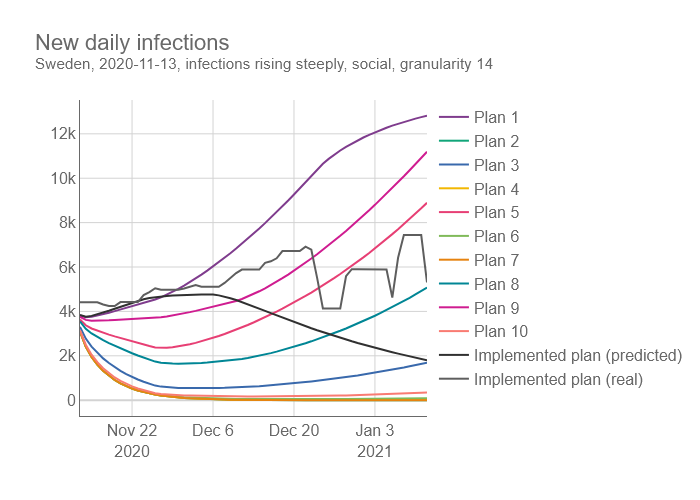 New daily infections
Sweden, 2020-11-13, infections rising steeply, social, granularity 14
12k
10k
8k
6k
4k
2k
0
Nov 22
2020
Dec 6
Dec 20
Jan 3
2021
Plan 1
Plan 2
Plan 3
Plan 4
Plan 5
Plan 6
Plan 7
Plan 8
Plan 9
Plan 10
Implemented plan (predicted)
Implemented plan (real)